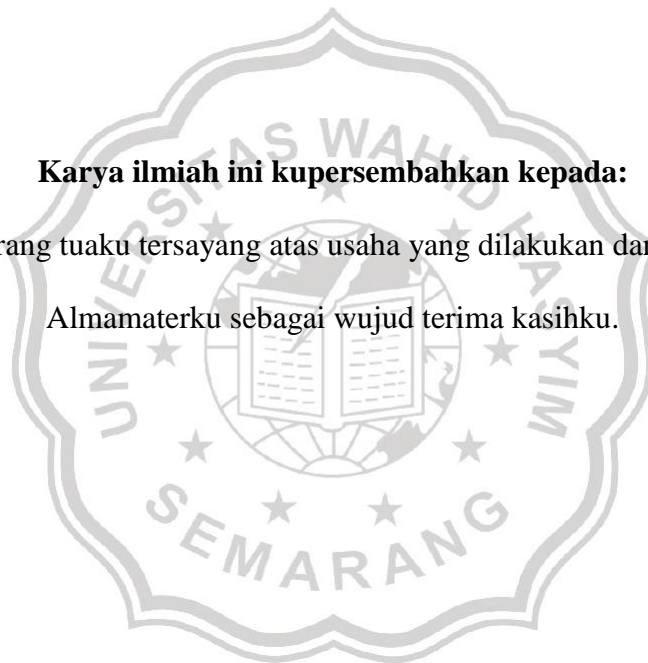 UNIVERSITAS WAHID HASYIM
SEMARANG
Karya ilmiah ini kupersembahkan kepada:
rang tuaku tersayang atas usaha yang dilakukan dar
Almamaterku sebagai wujud terima kasihku.